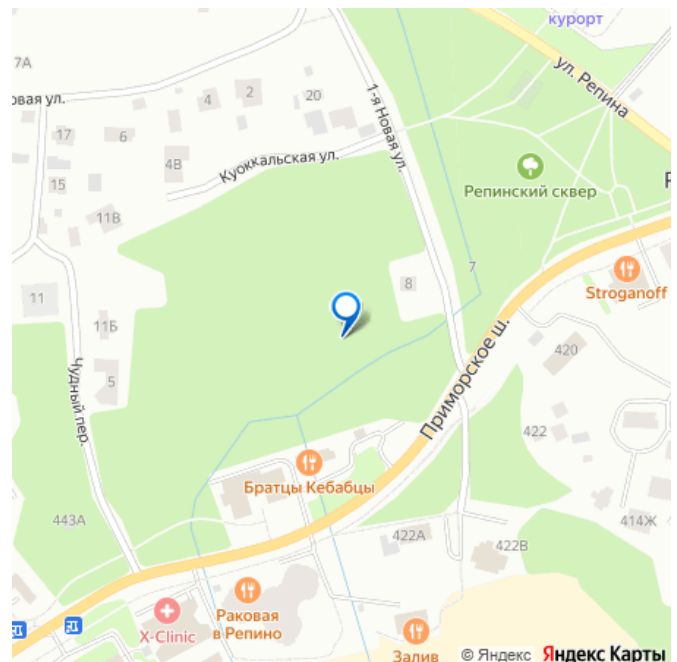 курорт
7А
ул. Репина
2
4
20
овая ул.
1-я Новая ул.
17
6
4В
Куоккальская ул.
Репинский сквер
15
11В
7
8
Stroganoff
11
11Б
5
Чудный пер.
Приморское ш.
420
422
Братцы Кебабцы
443А
422А
422В
414Ж
X-Clinic
Раковая
в Репино
Залив
© Яндекс Яндекс Карты